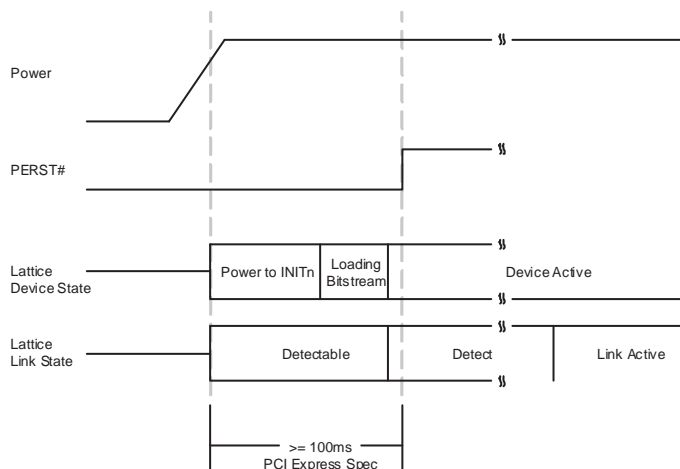 Power
PERST#
Lattice
Device State
Power to INITn
Loading
Bitstream
Device Active
Lattice
Link State
Detectable
Detect
Link Active
>= 100ms
PCI Express Spec